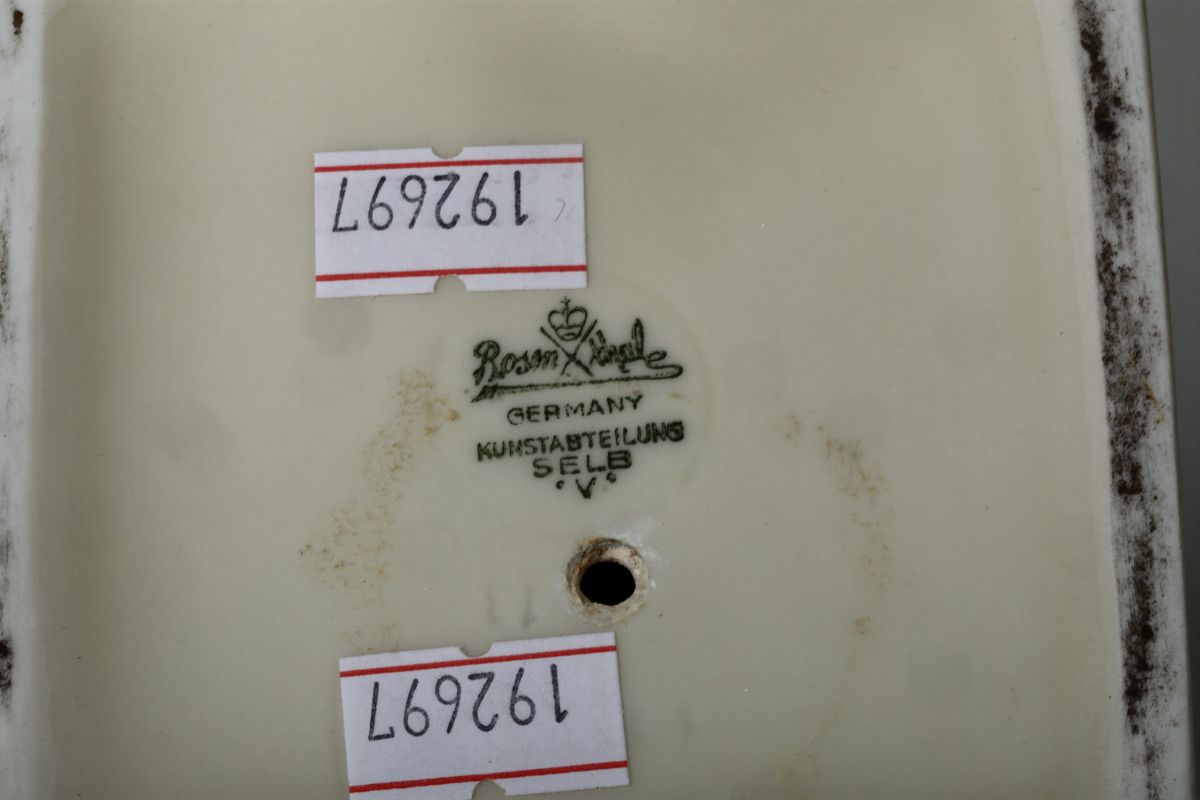 192697
Rosenthal
GERMANY
KUNSTABTEILUNG
SELB
V
192697